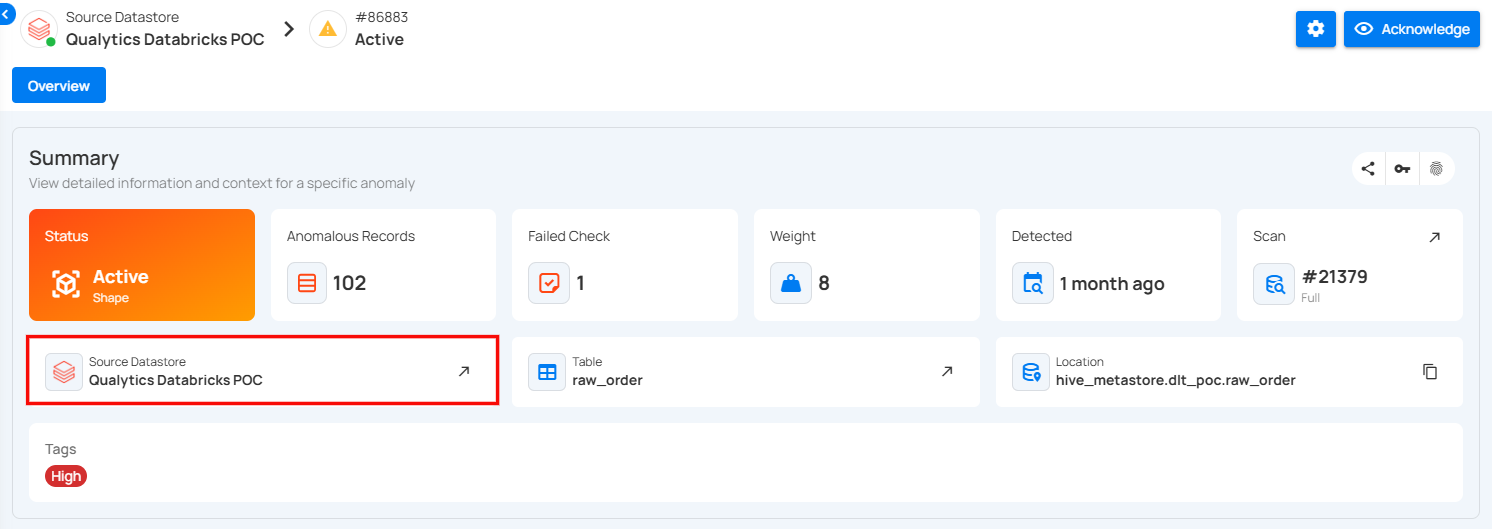 Source Datastore
Qualytics Databricks POC
#86883
Active
Acknowledge
Overview
Summary
View detailed information and context for a specific anomaly
Status
Active
Shape
Anomalous Records
102
Failed Check
1
Weight
8
Detected
1 month ago
Scan
#21379
Full
Source Datastore
Qualytics Databricks POC
Table
raw_order
Location
hive_metastore.dlt_poc.raw_order
Tags
High